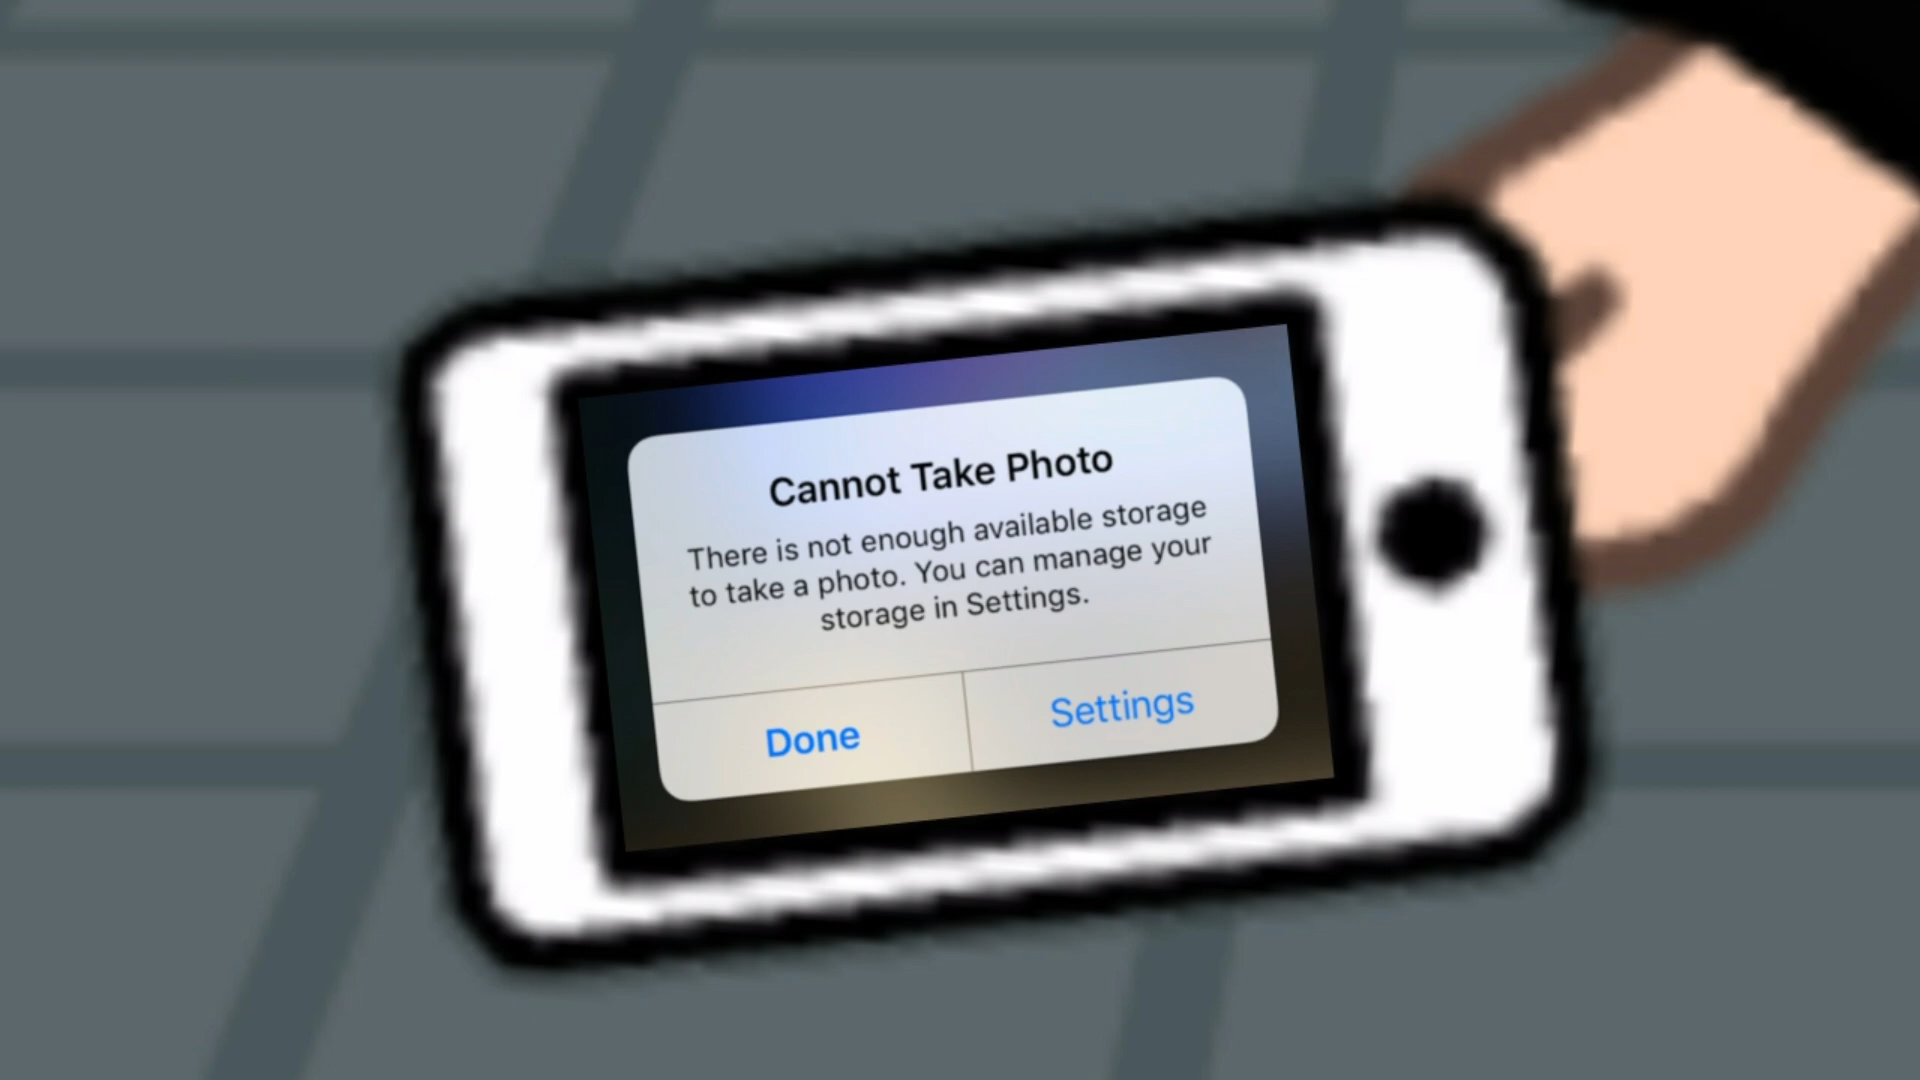 Cannot Take Photo
There is not enough available storage
to take a photo. You can manage your
storage in Settings.
Done
Settings